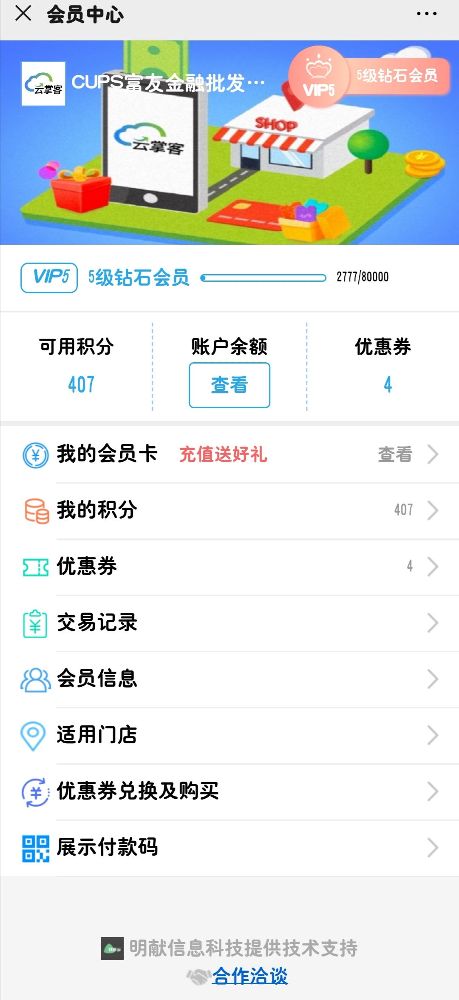 会员中心
云掌客
CUPS富友金融批发…
VIP5
5级钻石会员
SHOP
云掌客
VIP5 5级钻石会员 2777/80000
可用积分 账户余额 优惠券
407 查看 4
我的会员卡 充值送好礼 查看
我的积分 407
优惠券 4
交易记录
会员信息
适用门店
优惠券兑换及购买
展示付款码
明献信息科技提供技术支持
合作洽谈